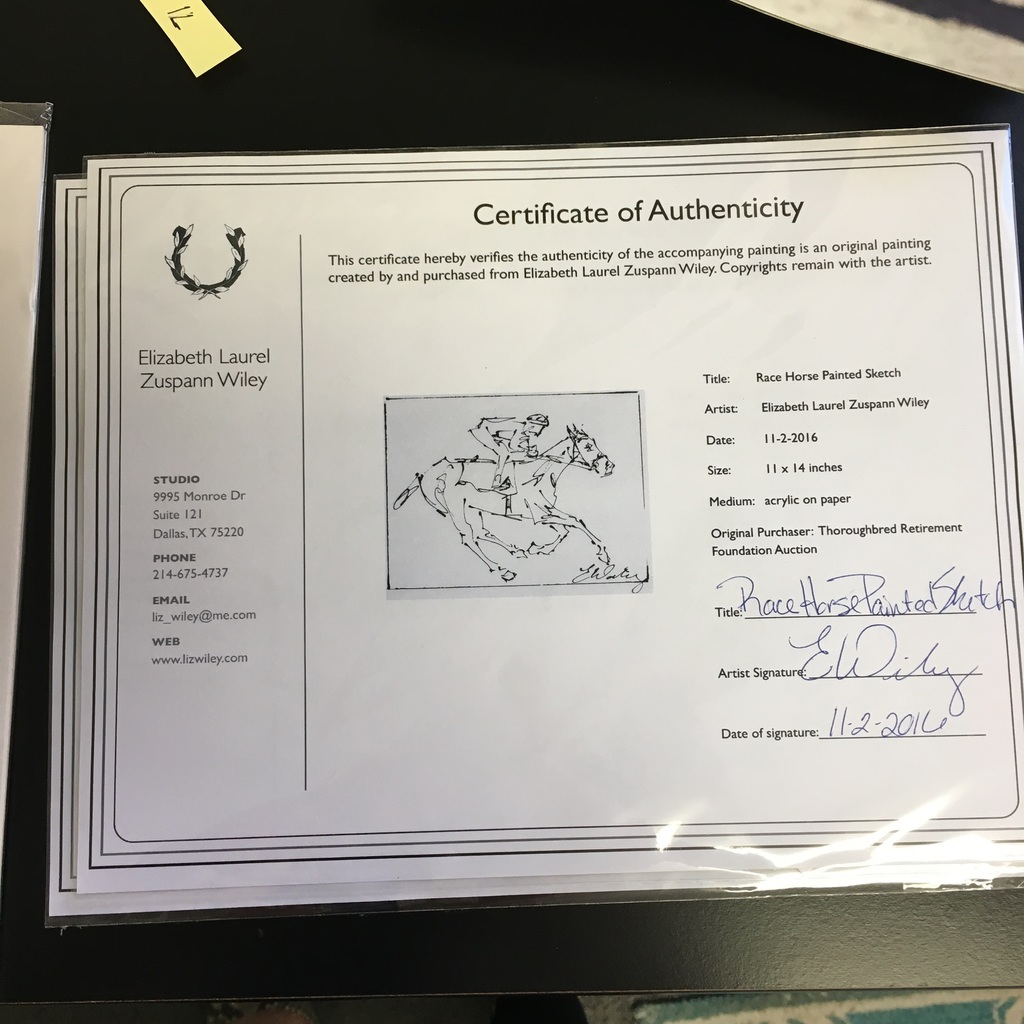 12
Certificate of Authenticity
This certificate hereby verifies the authenticity of the accompanying painting is an original painting
created by and purchased from Elizabeth Laurel Zuspann Wiley. Copyrights remain with the artist.
Elizabeth Laurel
Zuspann Wiley
STUDIO
9995 Monroe Dr
Suite 121
Dallas, TX 75220
PHONE
214-675-4737
EMAIL
liz_wiley@me.com
WEB
www.lizwiley.com
EWiley
Title: Race Horse Painted Sketch
Artist: Elizabeth Laurel Zuspann Wiley
Date: 11-2-2016
Size: 11 x 14 inches
Medium: acrylic on paper
Original Purchaser: Thoroughbred Retirement
Foundation Auction
Title: Race Horse Painted Sketch
Artist Signature: EWiley
Date of signature: 11-2-2016